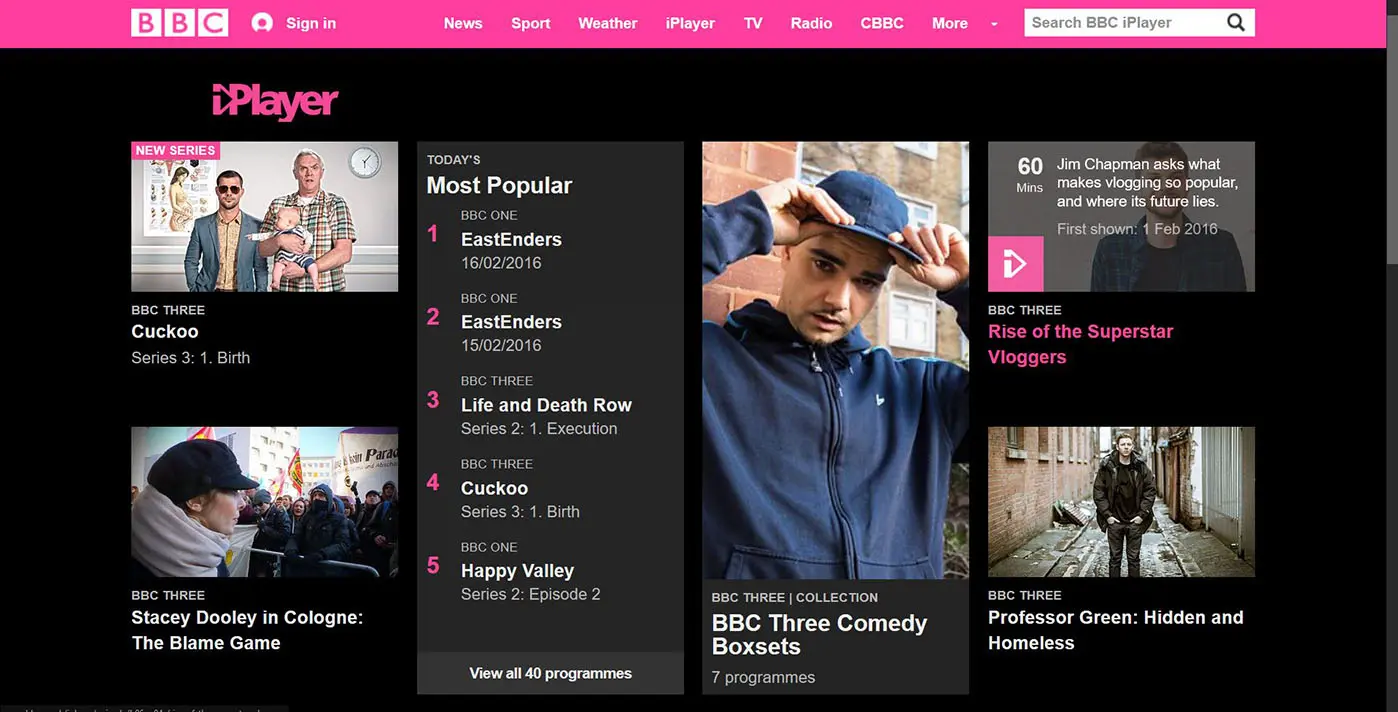 BBC Sign in News Sport Weather iPlayer TV Radio CBBC More Search BBC iPlayer
iPlayer
NEW SERIES
BBC THREE
Cuckoo
Series 3: 1. Birth
BBC THREE
Stacey Dooley in Cologne:
The Blame Game
TODAY'S
Most Popular
1
BBC ONE
EastEnders
16/02/2016
2
BBC ONE
EastEnders
15/02/2016
3
BBC THREE
Life and Death Row
Series 2: 1. Execution
4
BBC THREE
Cuckoo
Series 3: 1. Birth
5
BBC ONE
Happy Valley
Series 2: Episode 2
View all 40 programmes
BBC THREE | COLLECTION
BBC Three Comedy
Boxsets
7 programmes
60
Mins
Jim Chapman asks what
makes vlogging so popular,
and where its future lies.
First shown: 1 Feb 2016
BBC THREE
Rise of the Superstar
Vloggers
BBC THREE
Professor Green: Hidden and
Homeless